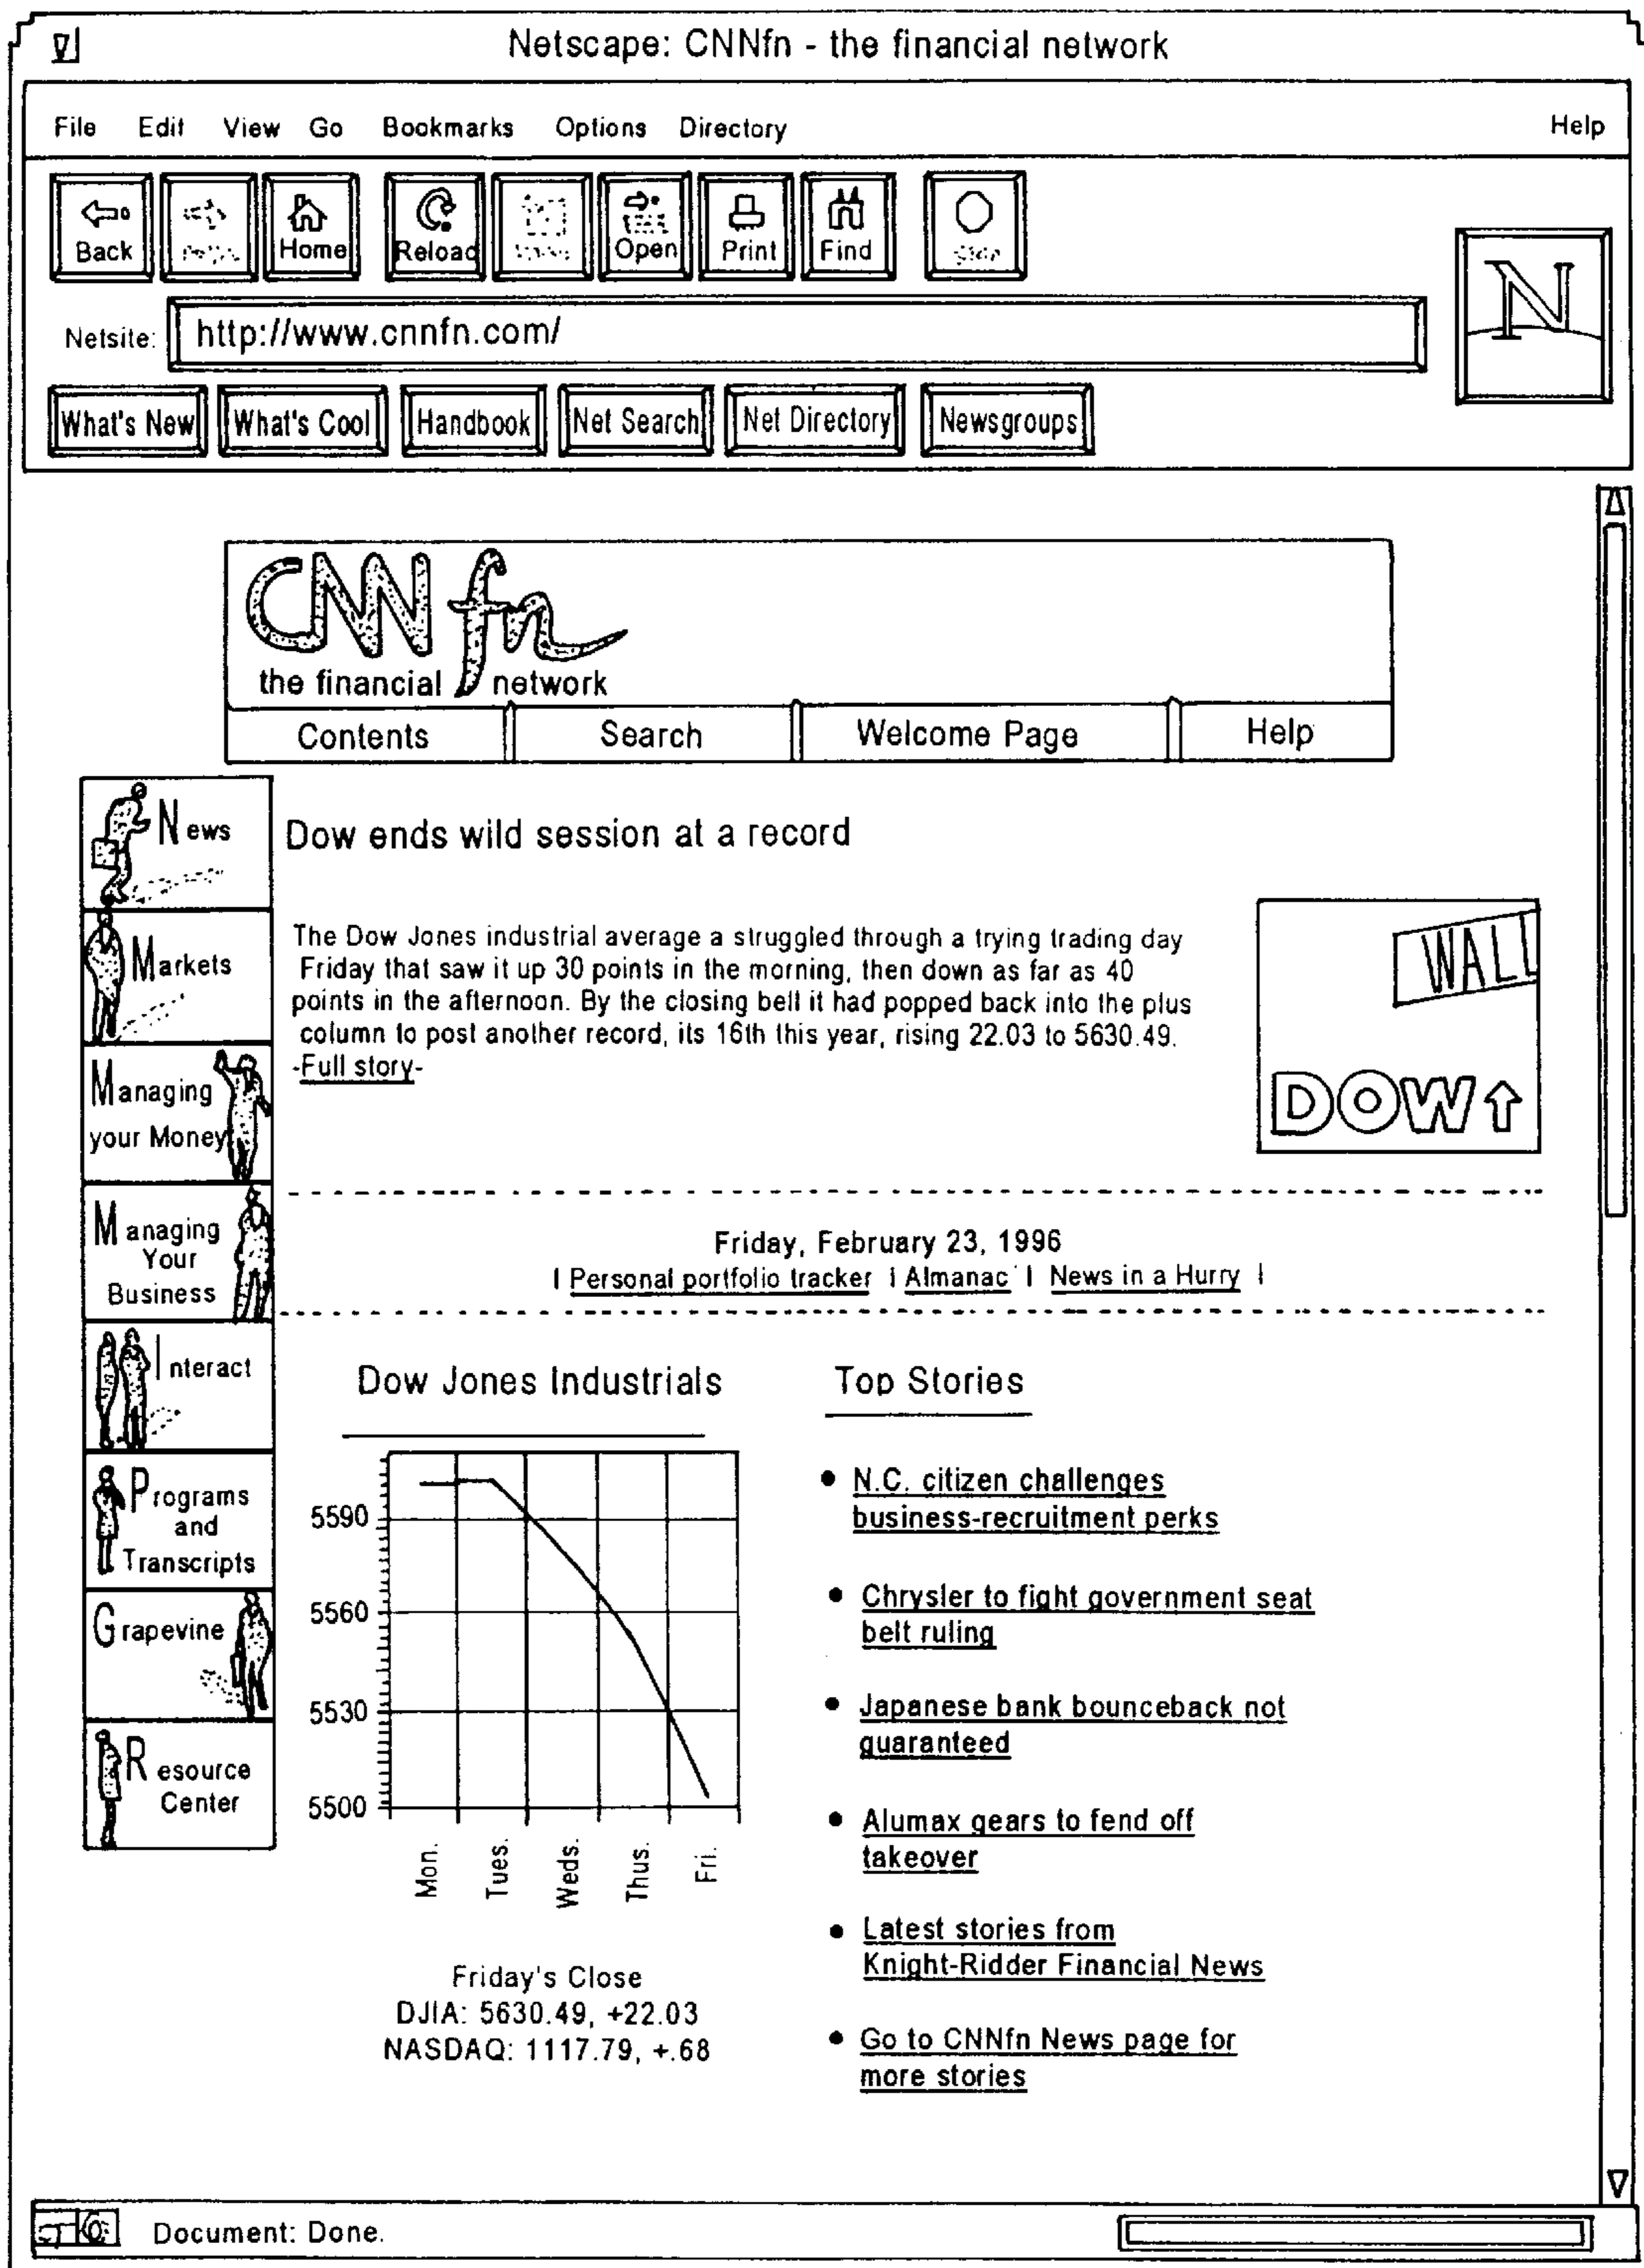 Netscape: CNNfn - the financial network
File Edit View Go Bookmarks Options Directory Help
Back Home Reload Open Print Find
N
Netsite: http://www.cnnfn.com/
What's New What's Cool Handbook Net Search Net Directory Newsgroups
CNN fn
the financial network
Contents Search Welcome Page Help
News
Markets
Managing
your Money
Managing
Your
Business
Interact
Programs
and
Transcripts
Grapevine
Resource
Center
Dow ends wild session at a record
The Dow Jones industrial average a struggled through a trying trading day
Friday that saw it up 30 points in the morning, then down as far as 40
points in the afternoon. By the closing bell it had popped back into the plus
column to post another record, its 16th this year, rising 22.03 to 5630.49.
-Full story-
WALL
DOW↑
Friday, February 23, 1996
| Personal portfolio tracker | Almanac | News in a Hurry |
Dow Jones Industrials
5590
5560
5530
5500
Mon. Tues. Weds. Thus. Fri.
Friday's Close
DJIA: 5630.49, +22.03
NASDAQ: 1117.79, +.68
Top Stories
• N.C. citizen challenges
business-recruitment perks
• Chrysler to fight government seat
belt ruling
• Japanese bank bounceback not
guaranteed
• Alumax gears to fend off
takeover
• Latest stories from
Knight-Ridder Financial News
• Go to CNNfn News page for
more stories
Document: Done.